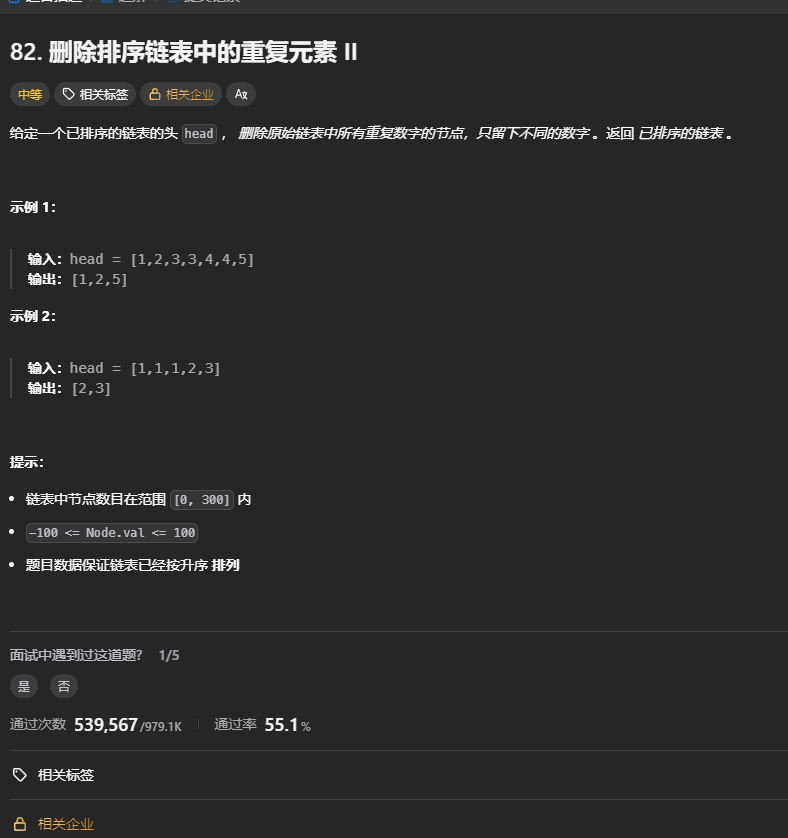 82. 删除排序链表中的重复元素 II
中等 相关标签 相关企业 Aⱬ
给定一个已排序的链表的头 head ， 删除原始链表中所有重复数字的节点，只留下不同的数字 。返回 已排序的链表 。
示例 1：
输入：head = [1,2,3,3,4,4,5]
输出：[1,2,5]
示例 2：
输入：head = [1,1,1,2,3]
输出：[2,3]
提示：
链表中节点数目在范围 [0, 300] 内
-100 <= Node.val <= 100
题目数据保证链表已经按升序 排列
面试中遇到过这道题? 1/5
是 否
通过次数 539,567/979.1K 通过率 55.1%
相关标签
相关企业